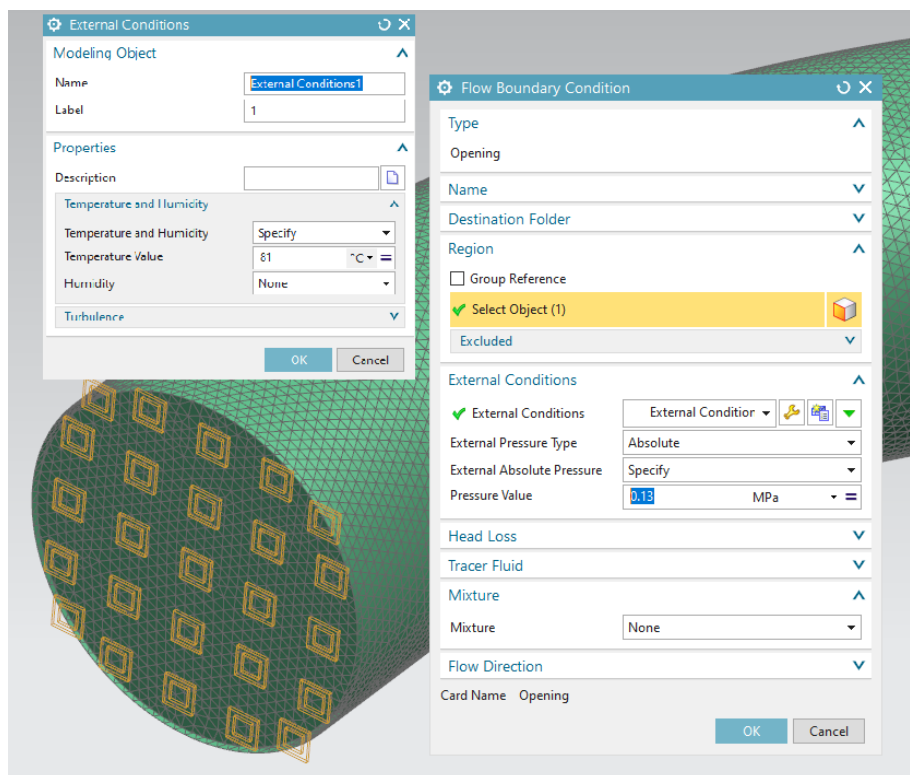 External Conditions
Modeling Object
Name External Conditions1
Label 1
Properties
Description
Temperature and Humidity
Temperature and Humidity Specify
Temperature Value 81 °C
Humidity None
Turbulence
OK Cancel
Flow Boundary Condition
Type
Opening
Name
Destination Folder
Region
Group Reference
Select Object (1)
Excluded
External Conditions
External Conditions External Condition
External Pressure Type Absolute
External Absolute Pressure Specify
Pressure Value 0.13 MPa
Head Loss
Tracer Fluid
Mixture
Mixture None
Flow Direction
Card Name Opening
OK Cancel